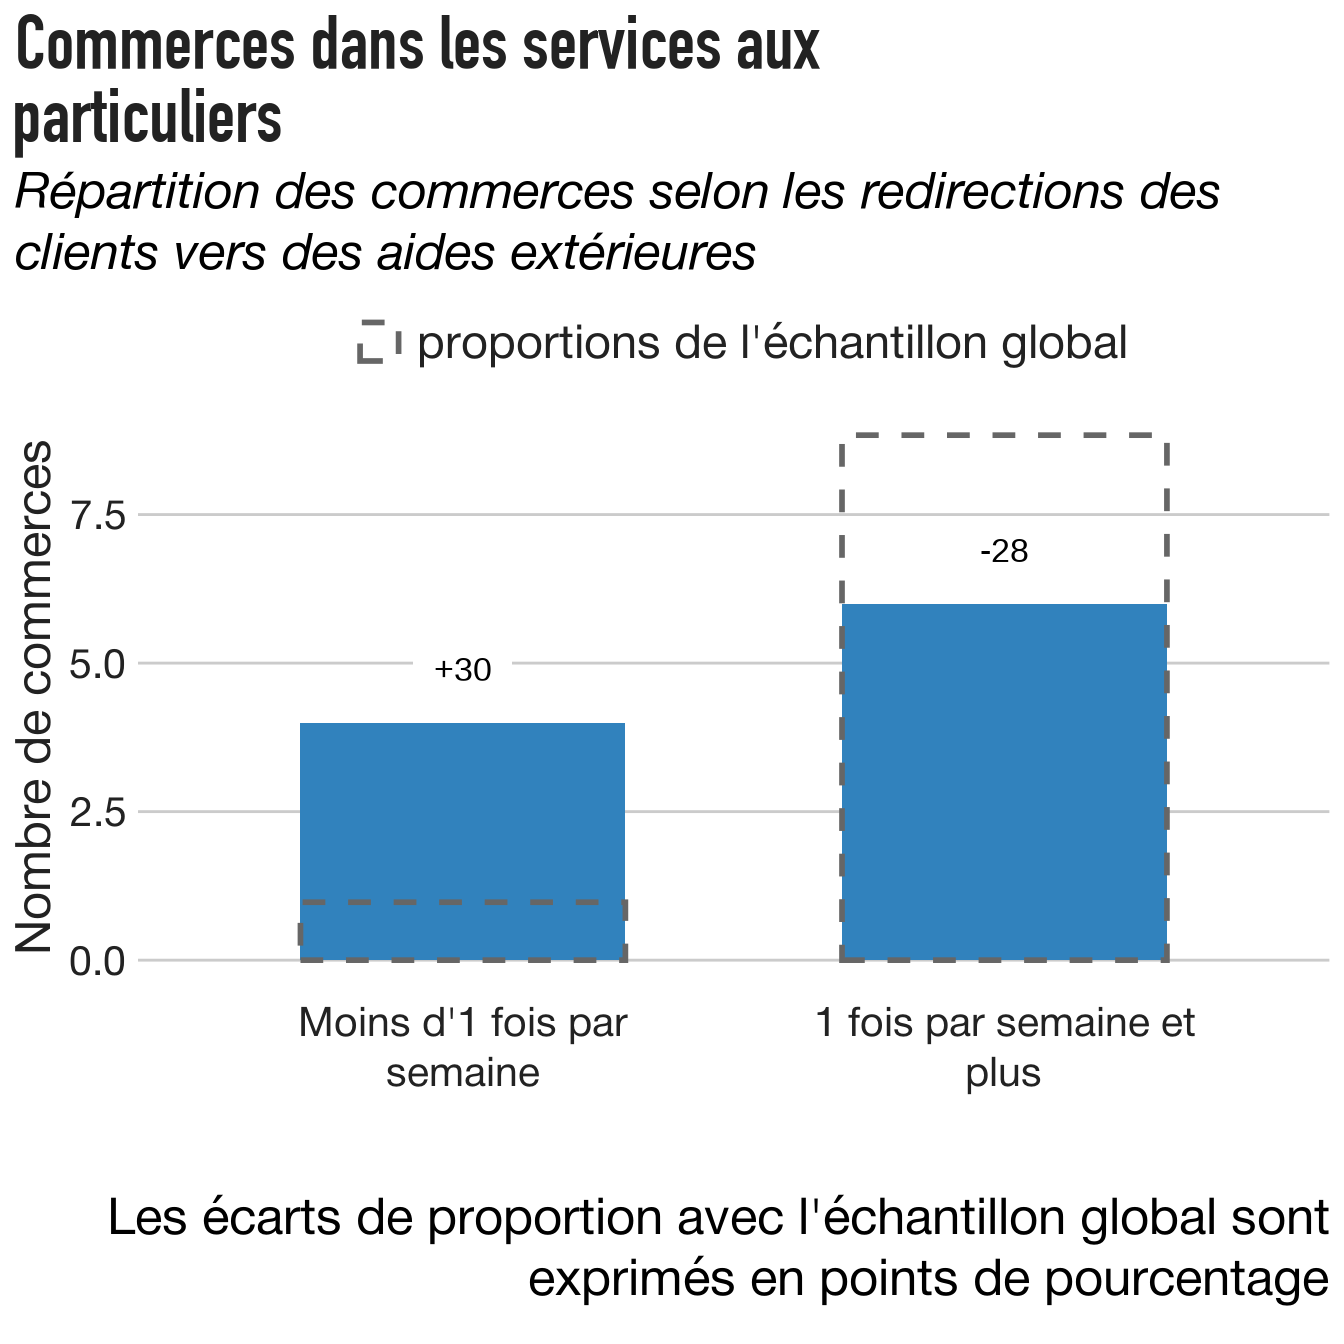 Commerces dans les services aux
particuliers
Répartition des commerces selon les redirections des
clients vers des aides extérieures
proportions de l'échantillon global
Nombre de commerces
7.5
5.0
2.5
0.0
+30
-28
Moins d'1 fois par
semaine
1 fois par semaine et
plus
Les écarts de proportion avec l'échantillon global sont
exprimés en points de pourcentage